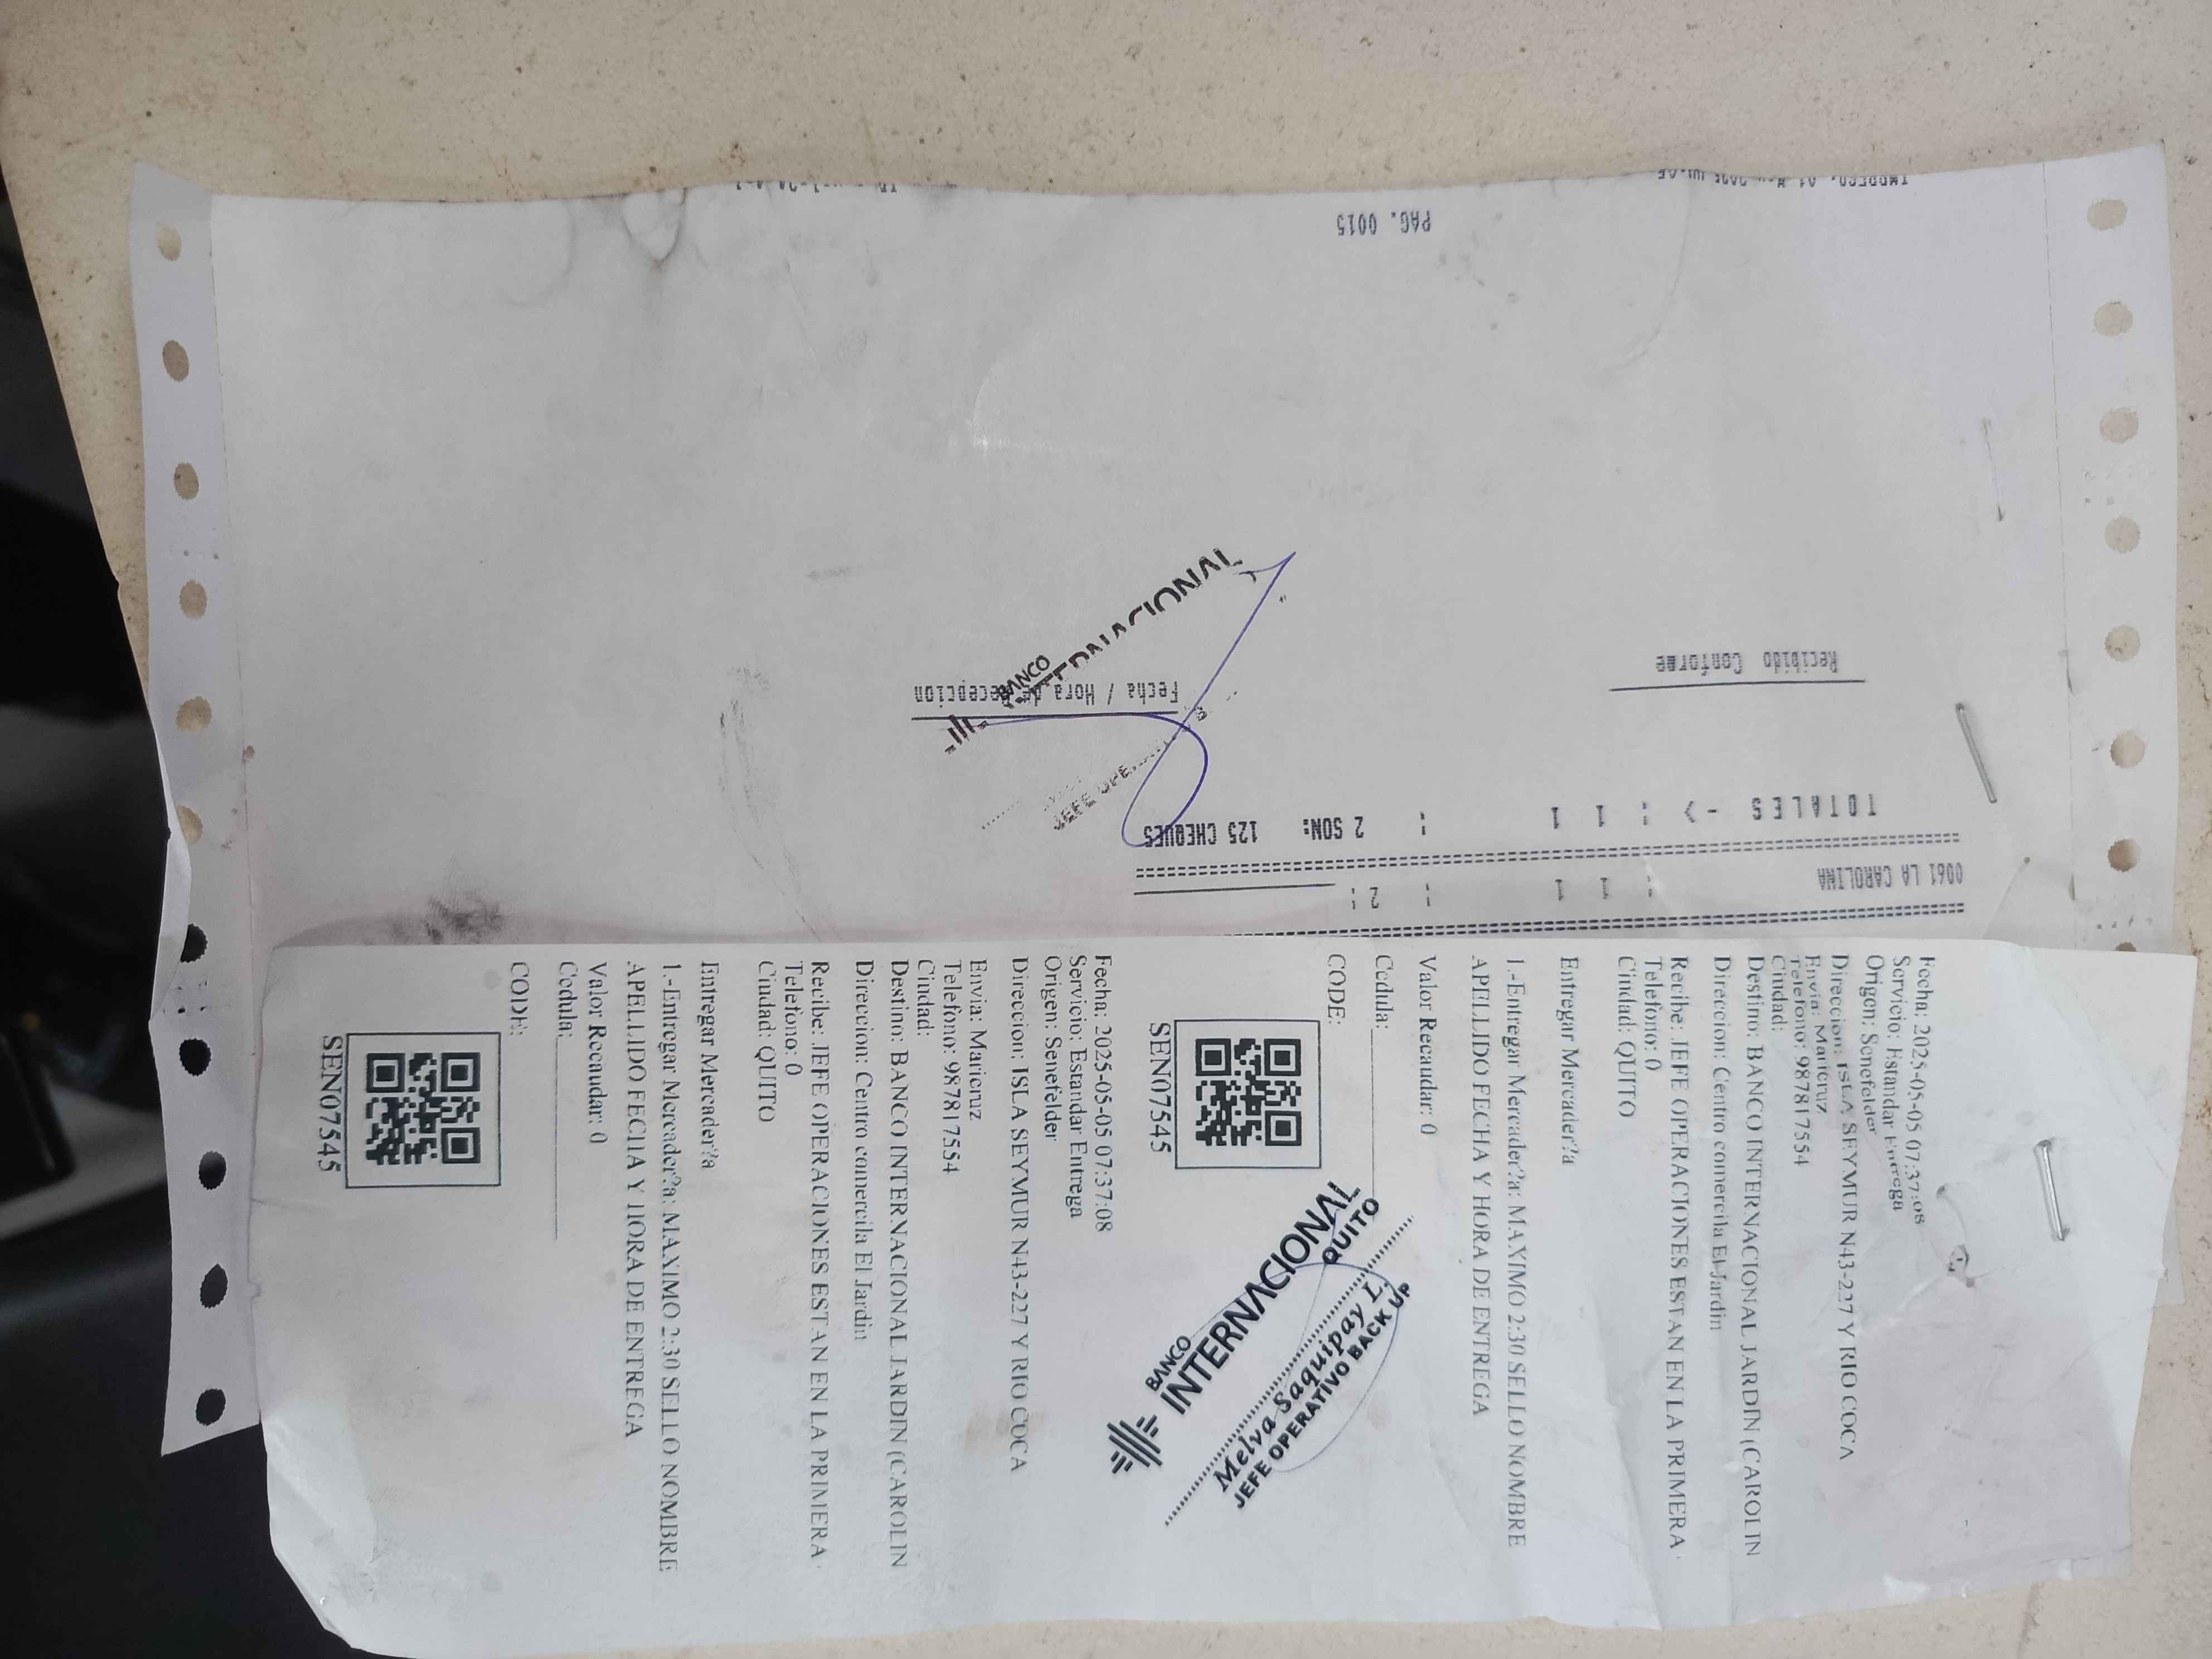 PAG. 0015
0061 LA CAROLINA -- 1 1 -- 2 :
TOTALES -> : 1 1 -- 2 SON: 125 CHEQUES
Recibido Conforme
Fecha / Hora de Recepcion
BANCO
INTERNACIONAL
JEFE OPE
Fecha: 2025-05-05 07:37:08
Servicio: Estandar Entrega
Origen: Senefelder
Direccion: ISLA SEYMUR N43-227 Y RIO COCA
Envia: Maricruz
Telefono: 987817554
Ciudad:
Destino: BANCO INTERNACIONAL JARDIN (CAROLIN
Direccion: Centro comercila El Jardin
Recibe: JEFE OPERACIONES ESTAN EN LA PRIMERA
Telefono: 0
Ciudad: QUITO
Entregar Mercader?a
1.-Entregar Mercader?a: MAXIMO 2:30 SELLO NOMBRE
APELLIDO FECHA Y HORA DE ENTREGA
Valor Recaudar: 0
Cedula:
CODE:
SEN07545
BANCO
INTERNACIONAL
QUITO
Melva Saquipay L.
JEFE OPERATIVO BACK UP
Fecha: 2025-05-05 07:37:08
Servicio: Estandar Entrega
Origen: Senefelder
Direccion: ISLA SEYMUR N43-227 Y RIO COCA
Envia: Maricruz
Telefono: 987817554
Ciudad:
Destino: BANCO INTERNACIONAL JARDIN (CAROLIN
Direccion: Centro comercila El Jardin
Recibe: JEFE OPERACIONES ESTAN EN LA PRIMERA
Telefono: 0
Ciudad: QUITO
Entregar Mercader?a
1.-Entregar Mercader?a: MAXIMO 2:30 SELLO NOMBRE
APELLIDO FECHA Y HORA DE ENTREGA
Valor Recaudar: 0
Cedula:
CODE:
SEN07545